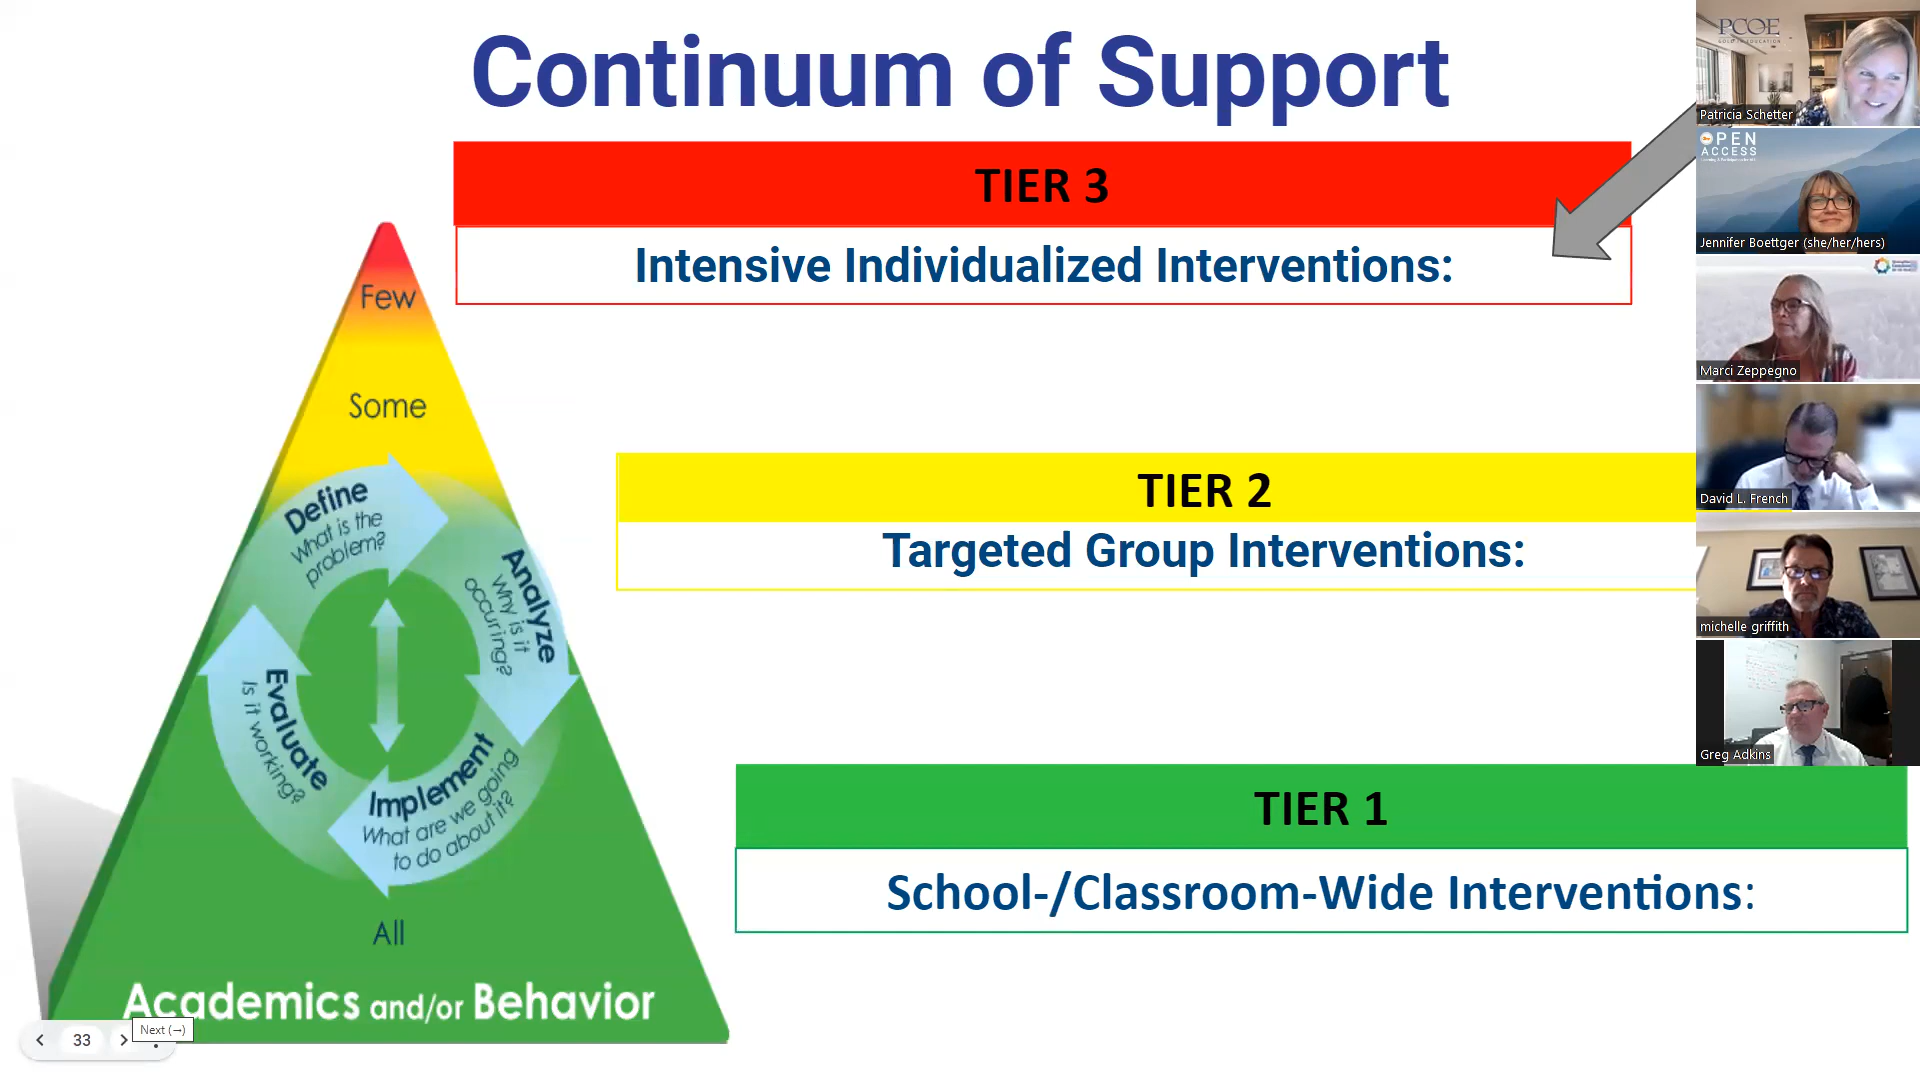 Continuum of Support
TIER 3
Intensive Individualized Interventions:
TIER 2
Targeted Group Interventions:
TIER 1
School-/Classroom-Wide Interventions:
Few
Some
Define
What is the
problem?
Analyze
Why is it
occuring?
Implement
What are we going
to do about it?
Evaluate
Is it working?
All
Academics and/or Behavior
33
Next (→)
PCOE
Patricia Schetter
OPEN
ACCESS
Jennifer Boettger (she/her/hers)
Marci Zeppegno
David L. French
michelle griffith
Greg Adkins